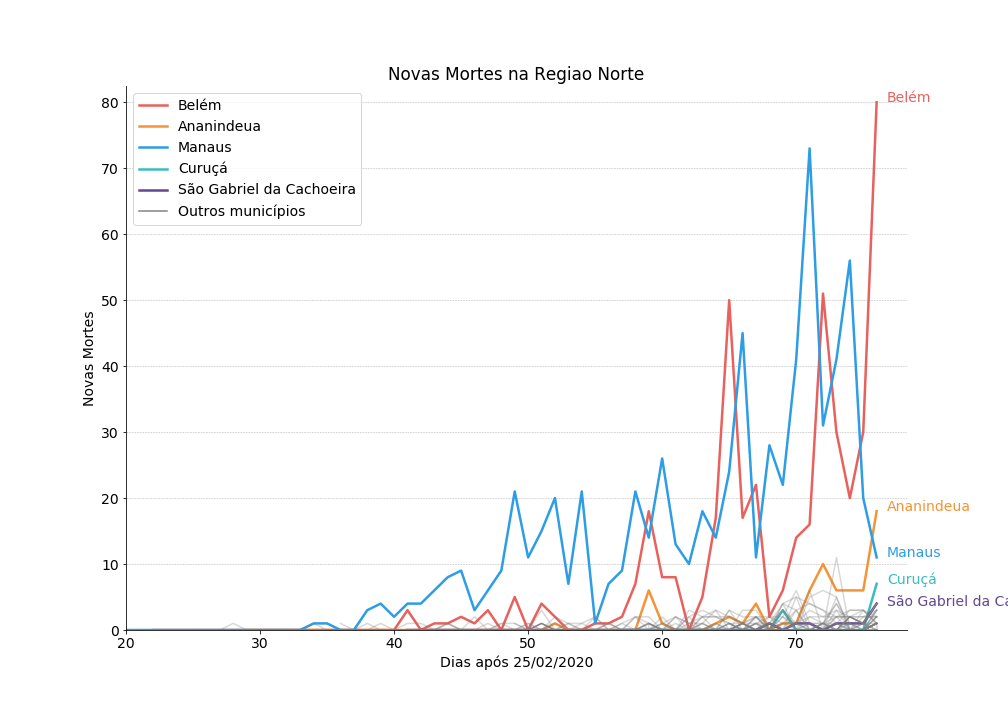 Novas Mortes na Regiao Norte
Belém
Ananindeua
Manaus
Curuçá
São Gabriel da Cachoeira
Outros municípios
80
70
60
50
40
30
20
10
0
Novas Mortes
20
30
40
50
60
70
Dias após 25/02/2020
Belém
Ananindeua
Manaus
Curuçá
São Gabriel da Ca